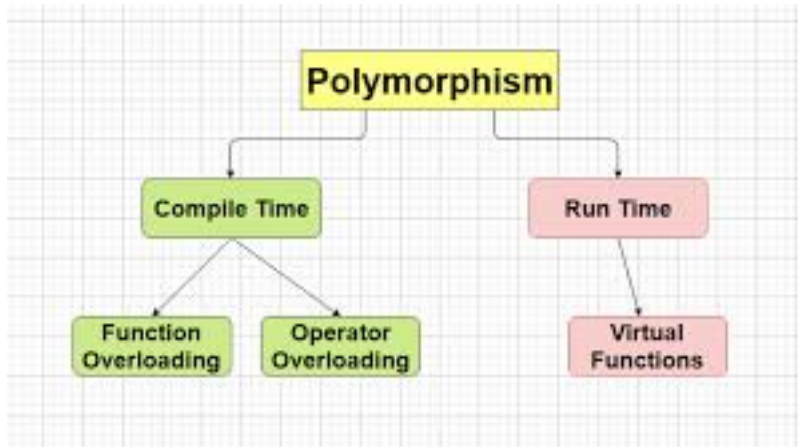 Polymorphism
Compile Time
Run Time
Function
Overloading
Operator
Overloading
Virtual
Functions